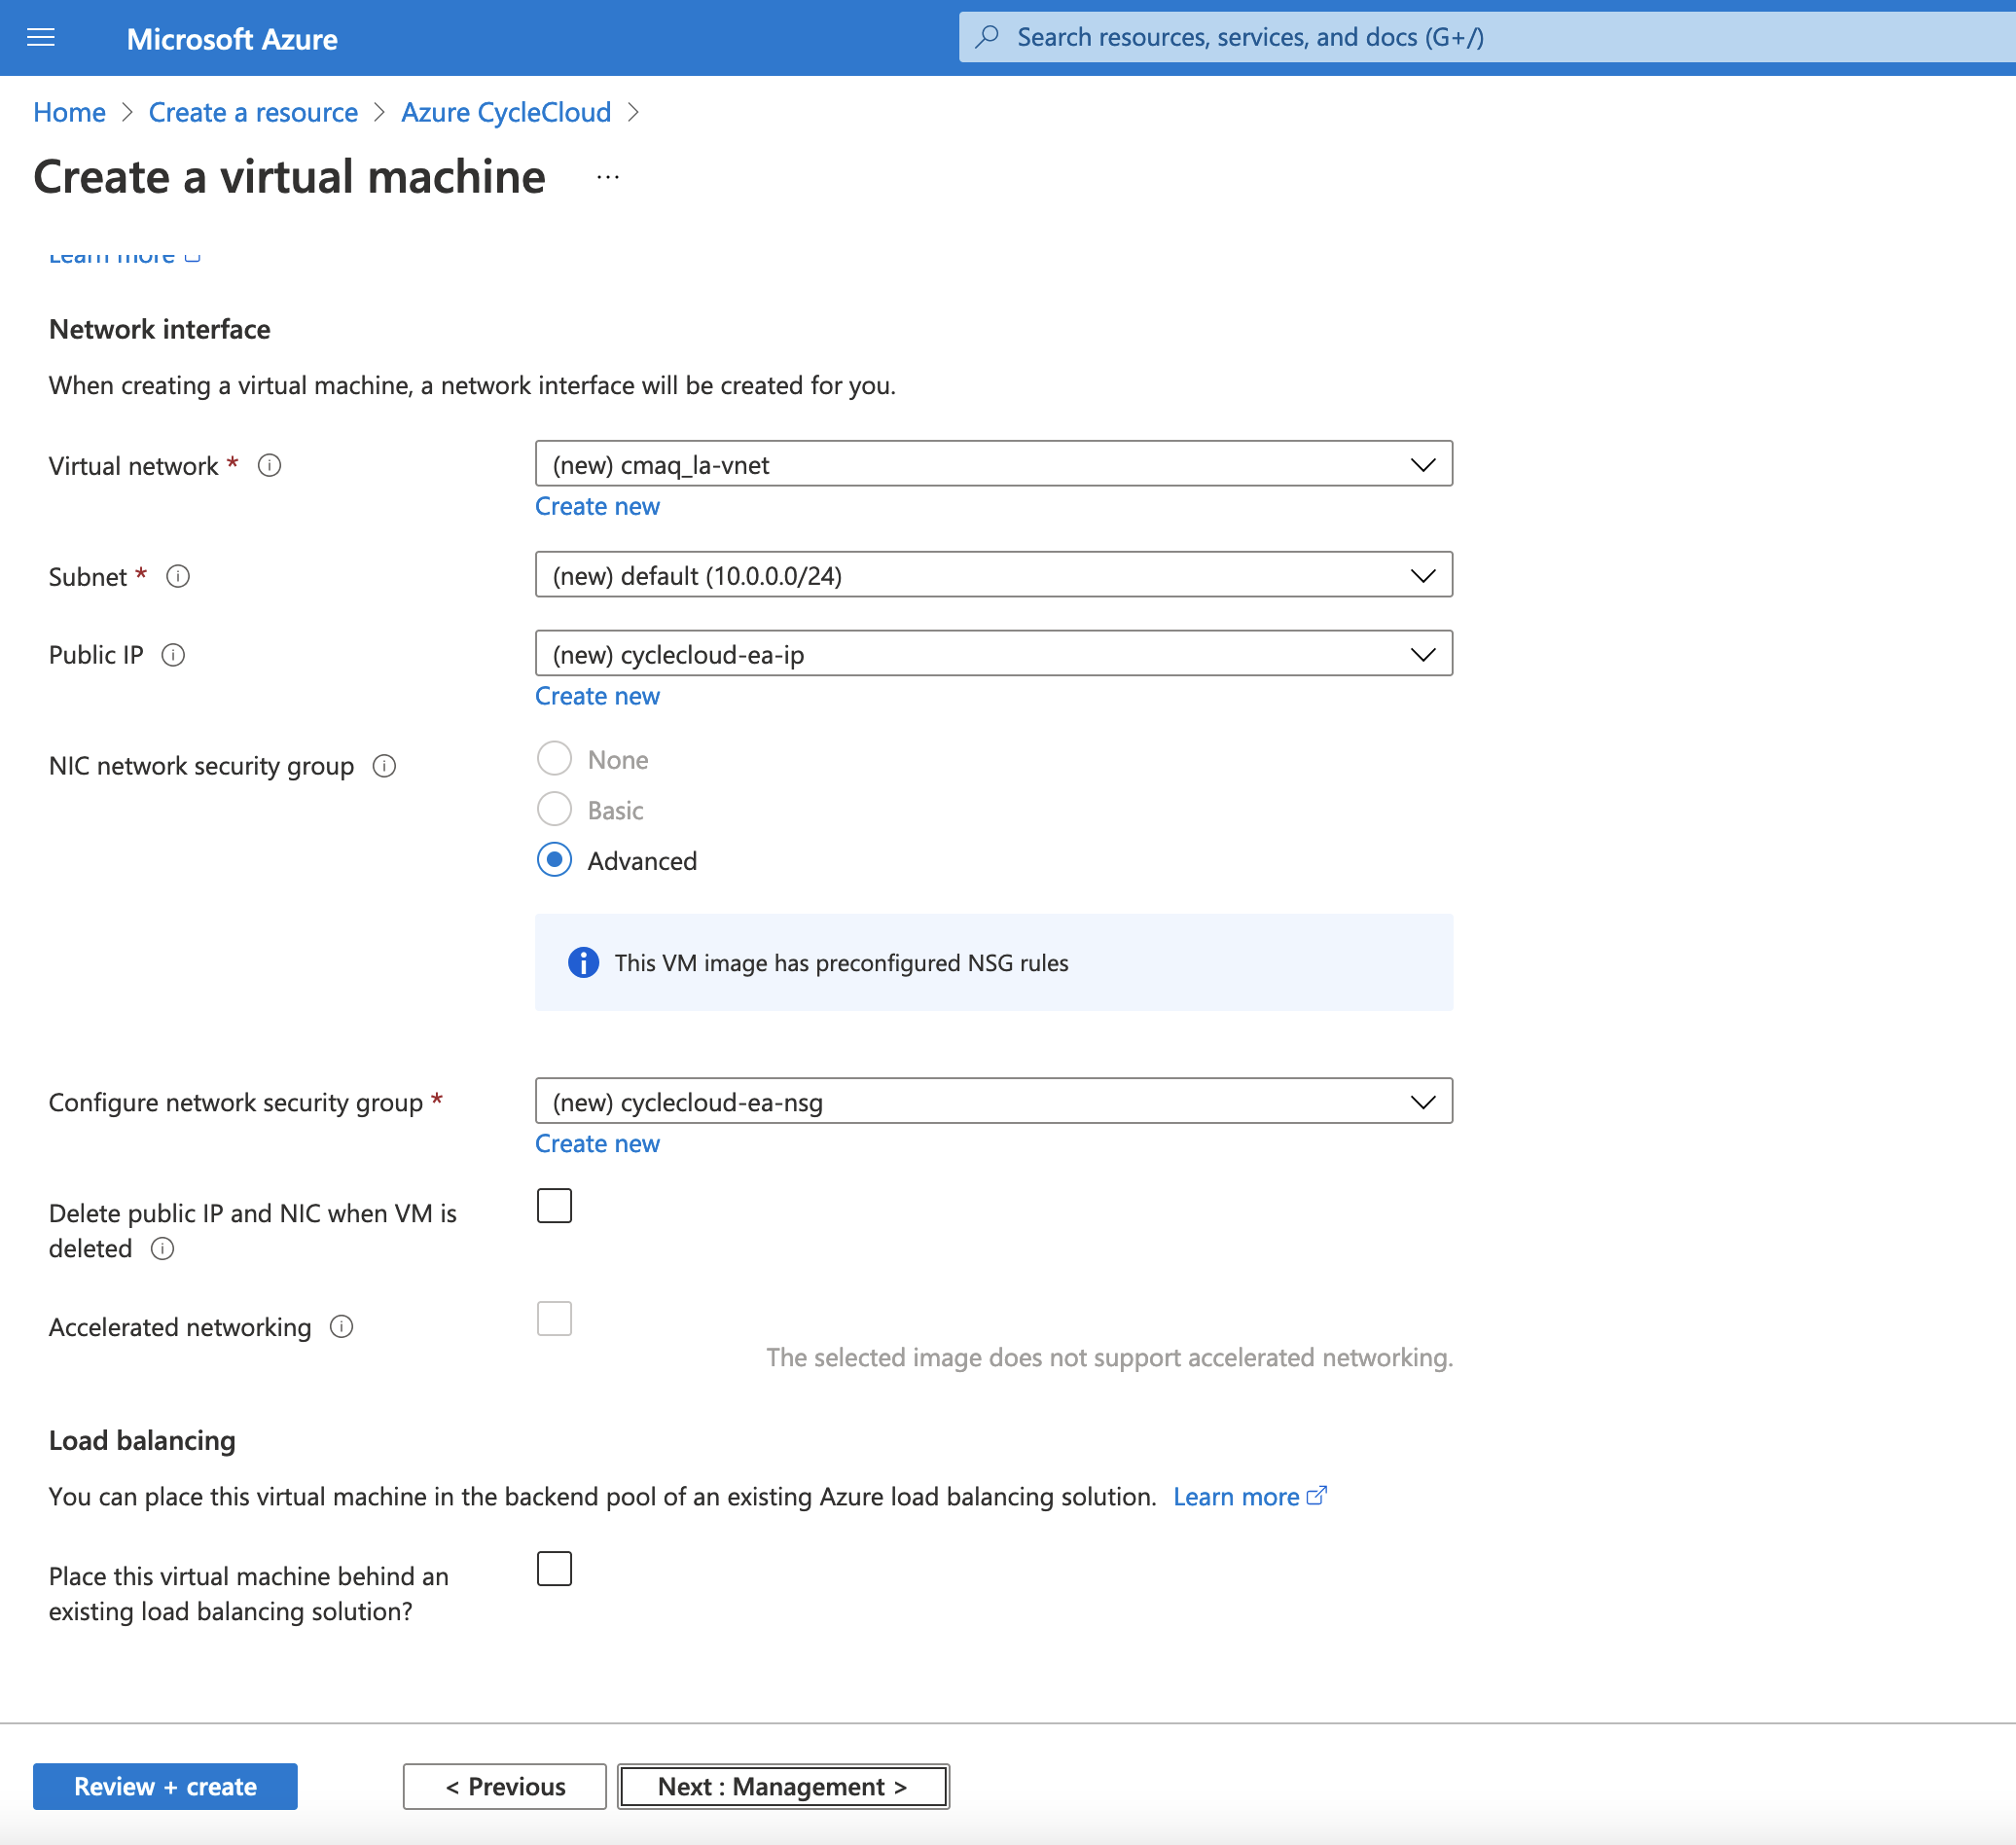 Microsoft Azure
Search resources, services, and docs (G+/)
Home > Create a resource > Azure CycleCloud >
Create a virtual machine ...
Learn more
Network interface
When creating a virtual machine, a network interface will be created for you.
Virtual network *
(new) cmaq_la-vnet
Create new
Subnet *
(new) default (10.0.0.0/24)
Public IP
(new) cyclecloud-ea-ip
Create new
NIC network security group
None
Basic
Advanced
This VM image has preconfigured NSG rules
Configure network security group *
(new) cyclecloud-ea-nsg
Create new
Delete public IP and NIC when VM is
deleted
Accelerated networking
The selected image does not support accelerated networking.
Load balancing
You can place this virtual machine in the backend pool of an existing Azure load balancing solution. Learn more
Place this virtual machine behind an
existing load balancing solution?
Review + create
< Previous
Next : Management >